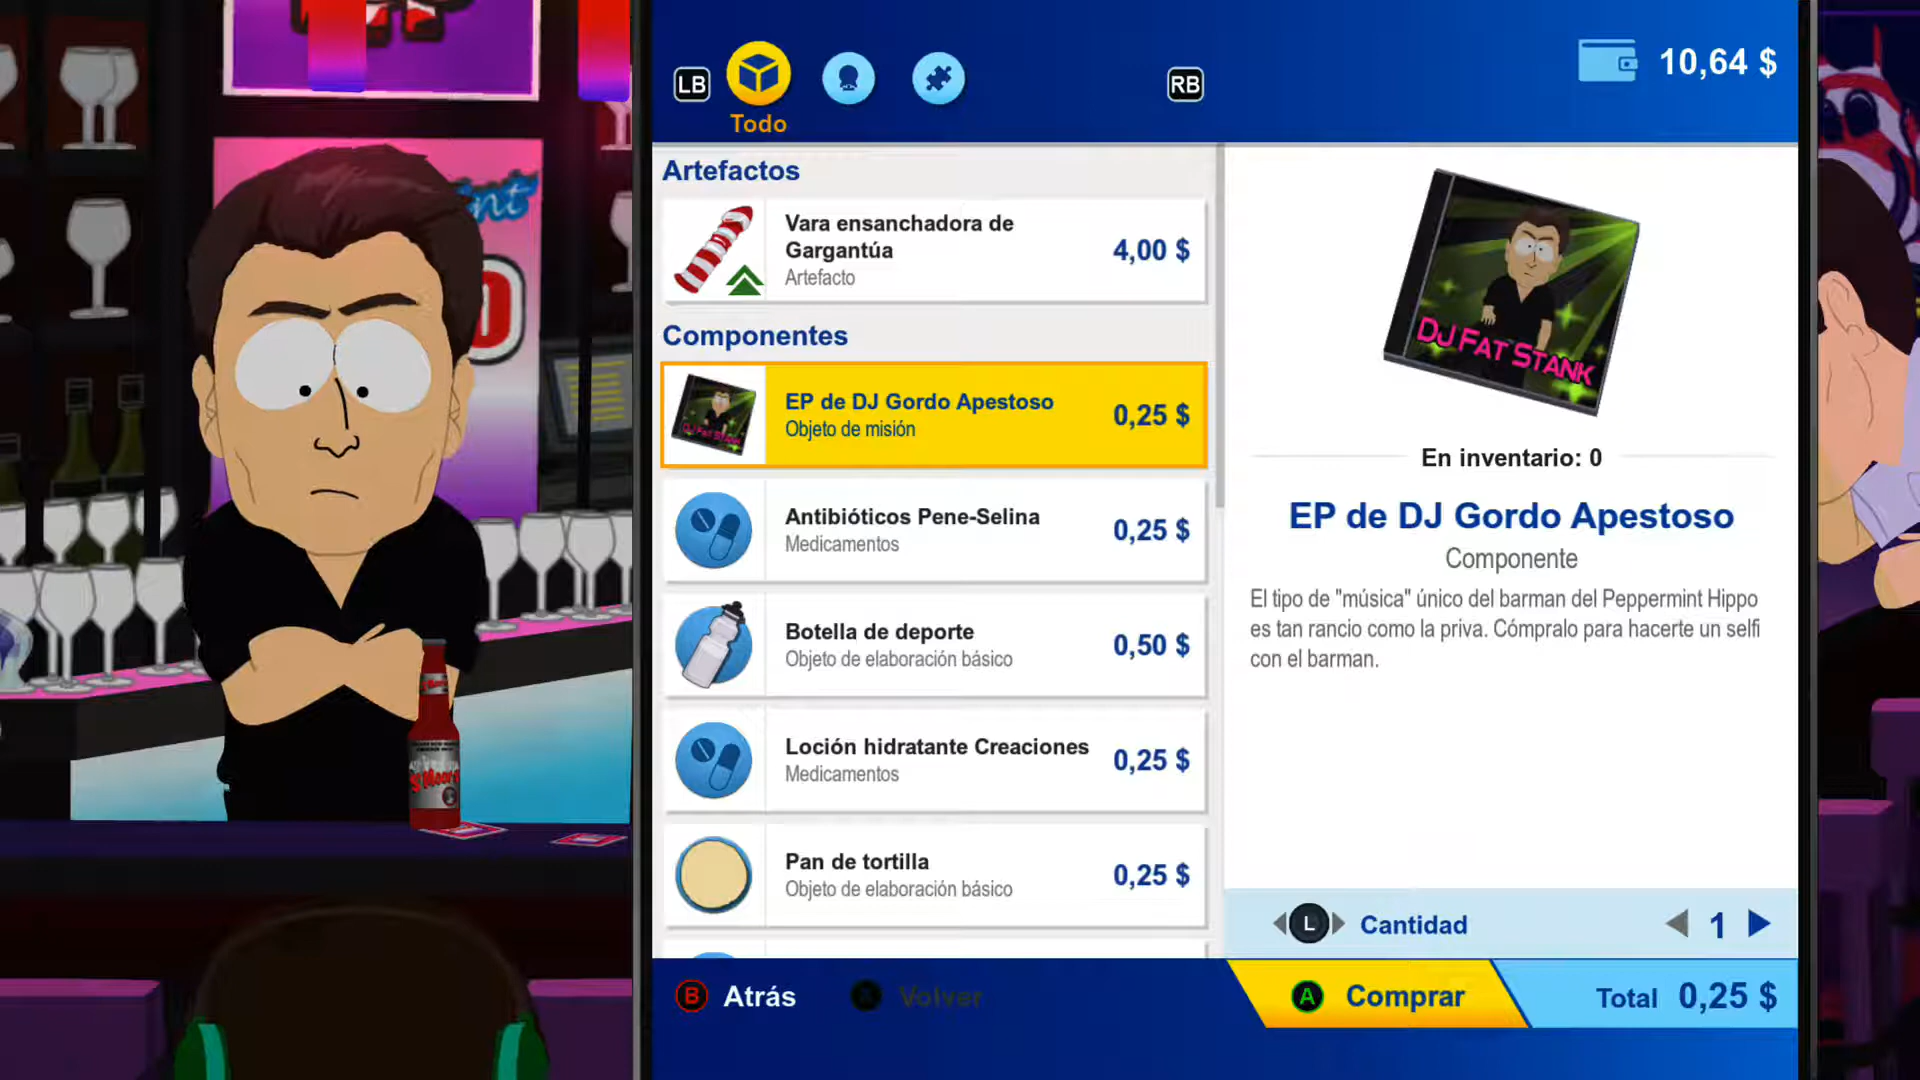 LB
Todo
RB
10,64 $
Artefactos
Vara ensanchadora de
Gargantúa
Artefacto
4,00 $
Componentes
EP de DJ Gordo Apestoso
Objeto de misión
0,25 $
Antibióticos Pene-Selina
Medicamentos
0,25 $
Botella de deporte
Objeto de elaboración básico
0,50 $
Loción hidratante Creaciones
Medicamentos
0,25 $
Pan de tortilla
Objeto de elaboración básico
0,25 $
DJ FAT STANK
En inventario: 0
EP de DJ Gordo Apestoso
Componente
El tipo de "música" único del barman del Peppermint Hippo
es tan rancio como la priva. Cómpralo para hacerte un selfi
con el barman.
L Cantidad 1
B Atrás
A Volver
A Comprar
Total 0,25 $